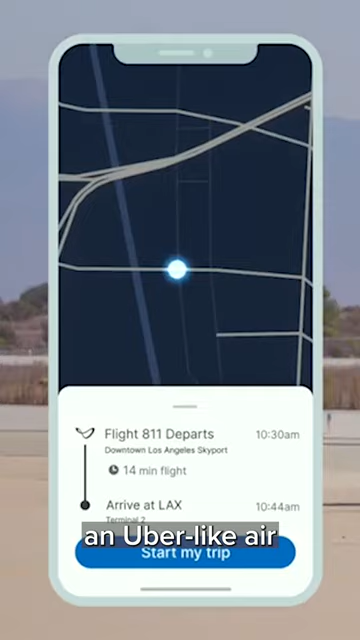 Flight 811 Departs 10:30am
Downtown Los Angeles Skyport
14 min flight
Arrive at LAX 10:44am
Terminal 7
an Uber-like air
Start my trip